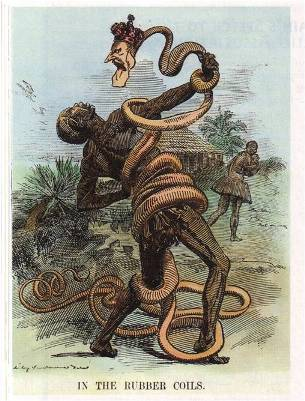 IN THE RUBBER COILS.